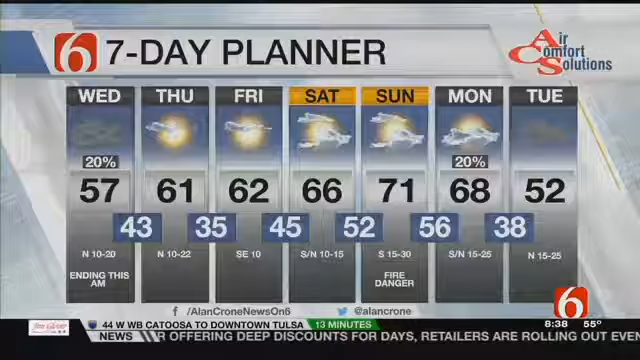 6 7-DAY PLANNER
Air
Comfort
Solutions
WED THU FRI SAT SUN MON TUE
20% 20%
57 61 62 66 71 68 52
43 35 45 52 56 38
N 10-20 N 10-22 SE 10 S/N 10-15 S 15-30 S/N 15-25 N 15-25
ENDING THIS
AM
FIRE
DANGER
f /AlanCroneNewsOn6 @alancrone
6
44 W WB CATOOSA TO DOWNTOWN TULSA 13 MINUTES 8:38 55°
NEWS R OFFERING DEEP DISCOUNTS FOR DAYS, RETAILERS ARE ROLLING OUT EVEN